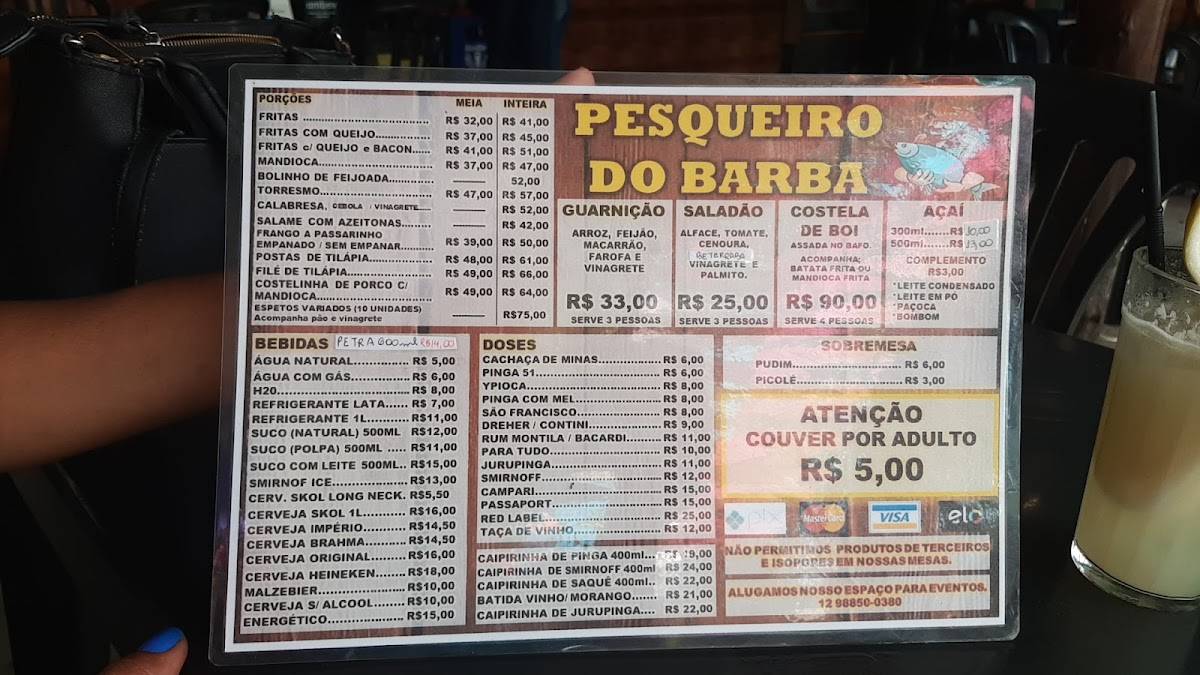 PORÇÕES MEIA INTEIRA
FRITAS R$ 32,00 R$ 41,00
FRITAS COM QUEIJO R$ 37,00 R$ 45,00
FRITAS c/ QUEIJO e BACON R$ 41,00 R$ 51,00
MANDIOCA R$ 37,00 R$ 47,00
BOLINHO DE FEIJOADA 52,00
TORRESMO R$ 47,00 R$ 57,00
CALABRESA, CEBOLA / VINAGRETE R$ 52,00
SALAME COM AZEITONAS R$ 42,00
FRANGO A PASSARINHO
EMPANADO / SEM EMPANAR R$ 39,00 R$ 50,00
POSTAS DE TILÁPIA R$ 48,00 R$ 61,00
FILÉ DE TILÁPIA R$ 49,00 R$ 66,00
COSTELINHA DE PORCO C/
MANDIOCA R$ 49,00 R$ 64,00
ESPETOS VARIADOS (10 UNIDADES) R$75,00
Acompanha pão e vinagrete
PESQUEIRO
DO BARBA
GUARNIÇÃO
ARROZ, FEIJÃO,
MACARRÃO,
FAROFA E
VINAGRETE
R$ 33,00
SERVE 3 PESSOAS
SALADÃO
ALFACE, TOMATE,
CENOURA,
BETERRABA
VINAGRETE E
PALMITO.
R$ 25,00
SERVE 3 PESSOAS
COSTELA
DE BOI
ASSADA NO BAFO.
ACOMPANHA;
BATATA FRITA OU
MANDIOCA FRITA
R$ 90,00
SERVE 4 PESSOAS
AÇAÍ
300ml.......R$ 10,00
500ml.......R$ 13,00
COMPLEMENTO
R$3,00
*LEITE CONDENSADO
*LEITE EM PÓ
*PAÇOCA
*BOMBOM
BEBIDAS PETRA 600ml R$14,00
ÁGUA NATURAL R$ 5,00
ÁGUA COM GÁS R$ 6,00
H20 R$ 8,00
REFRIGERANTE LATA R$ 7,00
REFRIGERANTE 1L R$11,00
SUCO (NATURAL) 500ML R$12,00
SUCO (POLPA) 500ML R$11,00
SUCO COM LEITE 500ML R$15,00
SMIRNOF ICE R$13,00
CERV. SKOL LONG NECK. R$5,50
CERVEJA SKOL 1L R$16,00
CERVEJA IMPÉRIO R$14,50
CERVEJA BRAHMA R$14,50
CERVEJA ORIGINAL R$16,00
CERVEJA HEINEKEN R$18,00
MALZEBIER R$10,00
CERVEJA S/ ALCOOL R$10,00
ENERGÉTICO R$15,00
DOSES
CACHAÇA DE MINAS R$ 6,00
PINGA 51 R$ 6,00
YPIOCA R$ 8,00
PINGA COM MEL R$ 8,00
SÃO FRANCISCO R$ 8,00
DREHER / CONTINI R$ 9,00
RUM MONTILA / BACARDI R$ 11,00
PARA TUDO R$ 10,00
JURUPINGA R$ 11,00
SMIRNOFF R$ 12,00
CAMPARI R$ 15,00
PASSAPORT R$ 15,00
RED LABEL R$ 25,00
TAÇA DE VINHO R$ 12,00
CAIPIRINHA DE PINGA 400ml... R$ 19,00
CAIPIRINHA DE SMIRNOFF 400ml R$ 24,00
CAIPIRINHA DE SAQUÊ 400ml.. R$ 22,00
BATIDA VINHO/ MORANGO R$ 21,00
CAIPIRINHA DE JURUPINGA.... R$ 22,00
SOBREMESA
PUDIM R$ 6,00
PICOLÉ R$ 3,00
ATENÇÃO
COUVER POR ADULTO
R$ 5,00
pix MasterCard VISA elo
NÃO PERMITIMOS PRODUTOS DE TERCEIROS
E ISOPORES EM NOSSAS MESAS.
ALUGAMOS NOSSO ESPAÇO PARA EVENTOS.
12 98850-0380